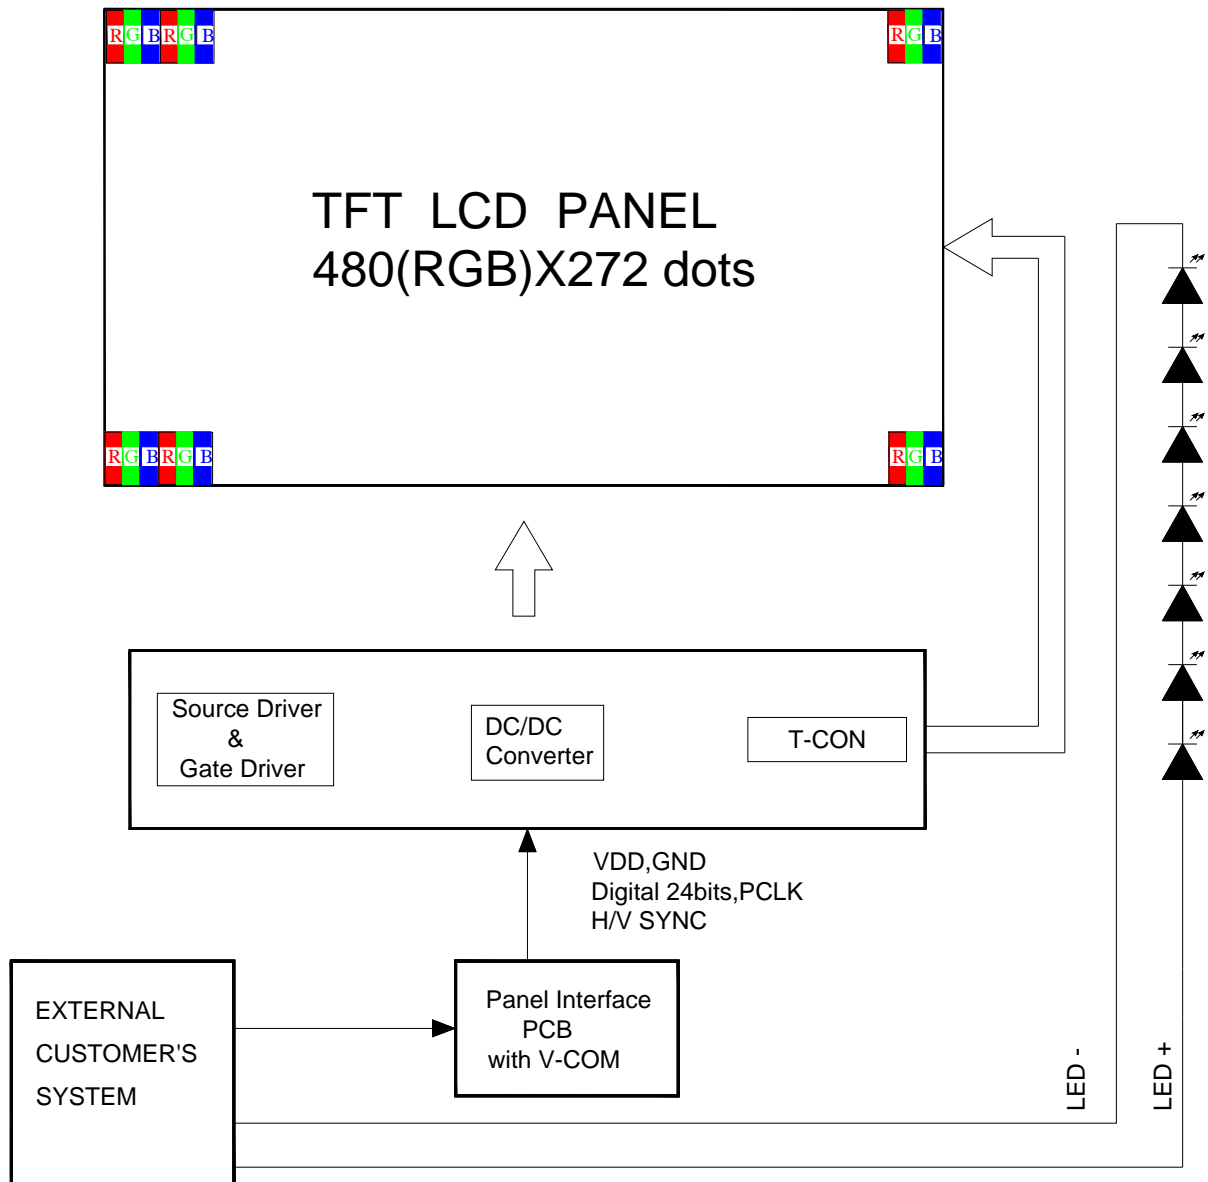 RGBRGB RGB
TFT LCD PANEL
480(RGB)X272 dots
RGBRGB RGB
Source Driver
&
Gate Driver
DC/DC
Converter
T-CON
VDD,GND
Digital 24bits,PCLK
H/V SYNC
EXTERNAL
CUSTOMER'S
SYSTEM
Panel Interface
PCB
with V-COM
LED -
LED +